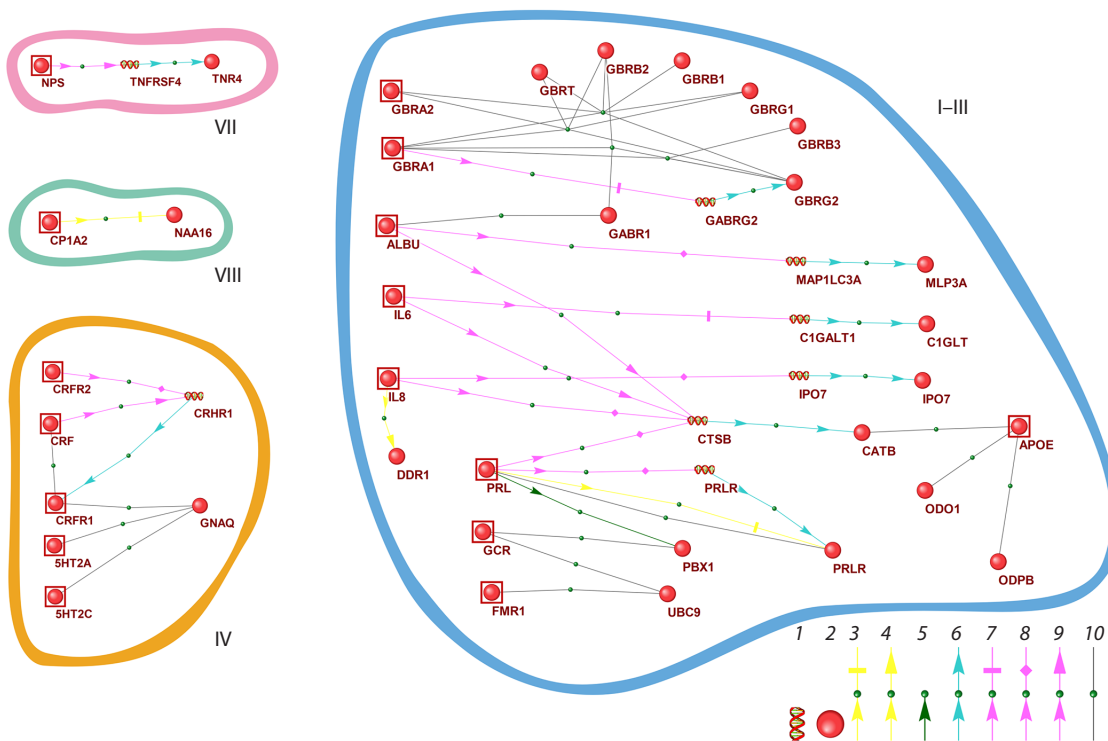 NPS
TNFRSF4
TNR4
VII
CP1A2
NAA16
VIII
CRFR2
CRHR1
CRF
CRFR1
GNAQ
5HT2A
5HT2C
IV
I–III
GBRB2
GBRB1
GBRT
GBRA2
GBRG1
GBRB3
GBRA1
GBRG2
GABRG2
GABR1
ALBU
MAP1LC3A
MLP3A
IL6
C1GALT1
C1GLT
IL8
IPO7
IPO7
CTSB
CATB
APOE
DDR1
PRL
PRLR
ODO1
GCR
PBX1
PRLR
ODPB
FMR1
UBC9
1 2 3 4 5 6 7 8 9 10